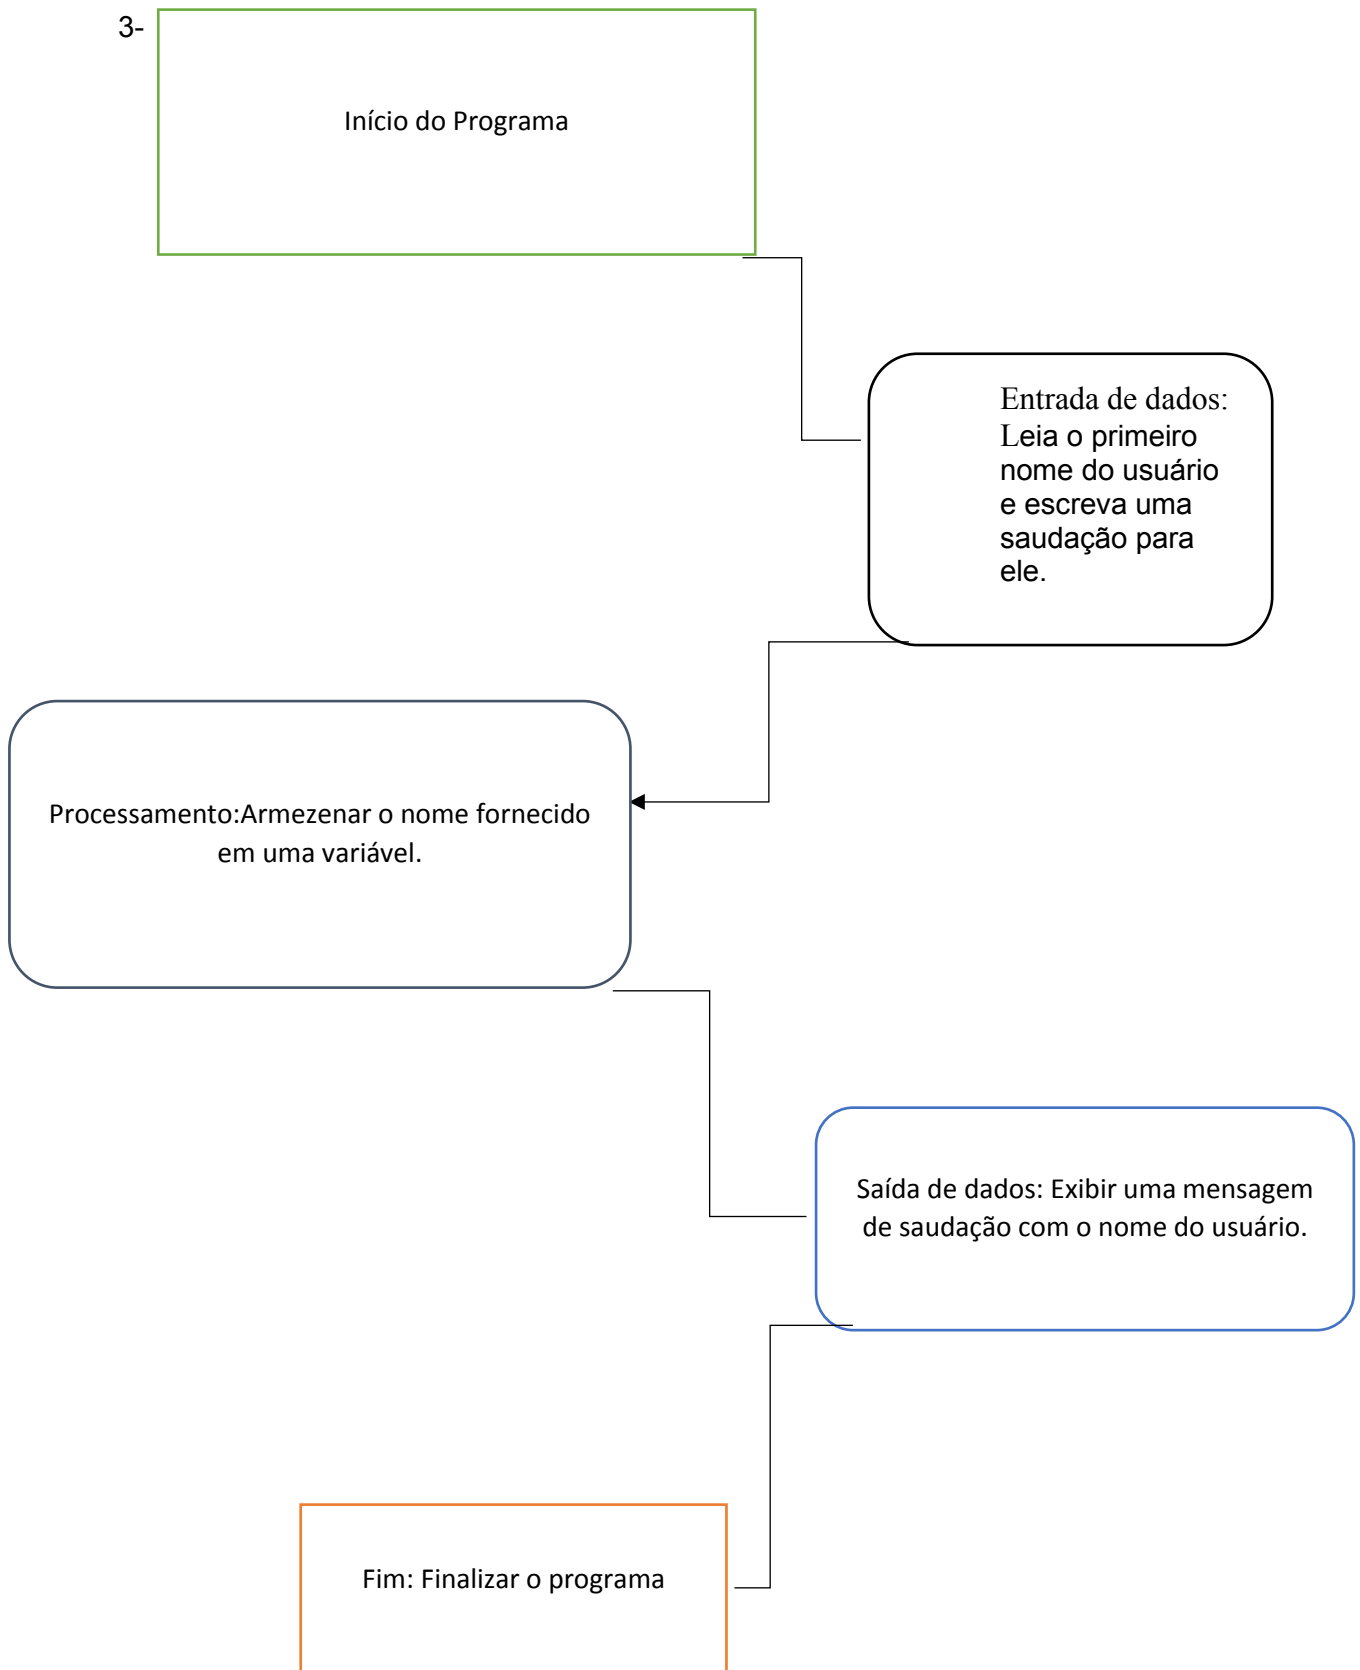 3-
Início do Programa
Entrada de dados:
Leia o primeiro
nome do usuário
e escreva uma
saudação para
ele.
Processamento:Armezenar o nome fornecido
em uma variável.
Saída de dados: Exibir uma mensagem
de saudação com o nome do usuário.
Fim: Finalizar o programa